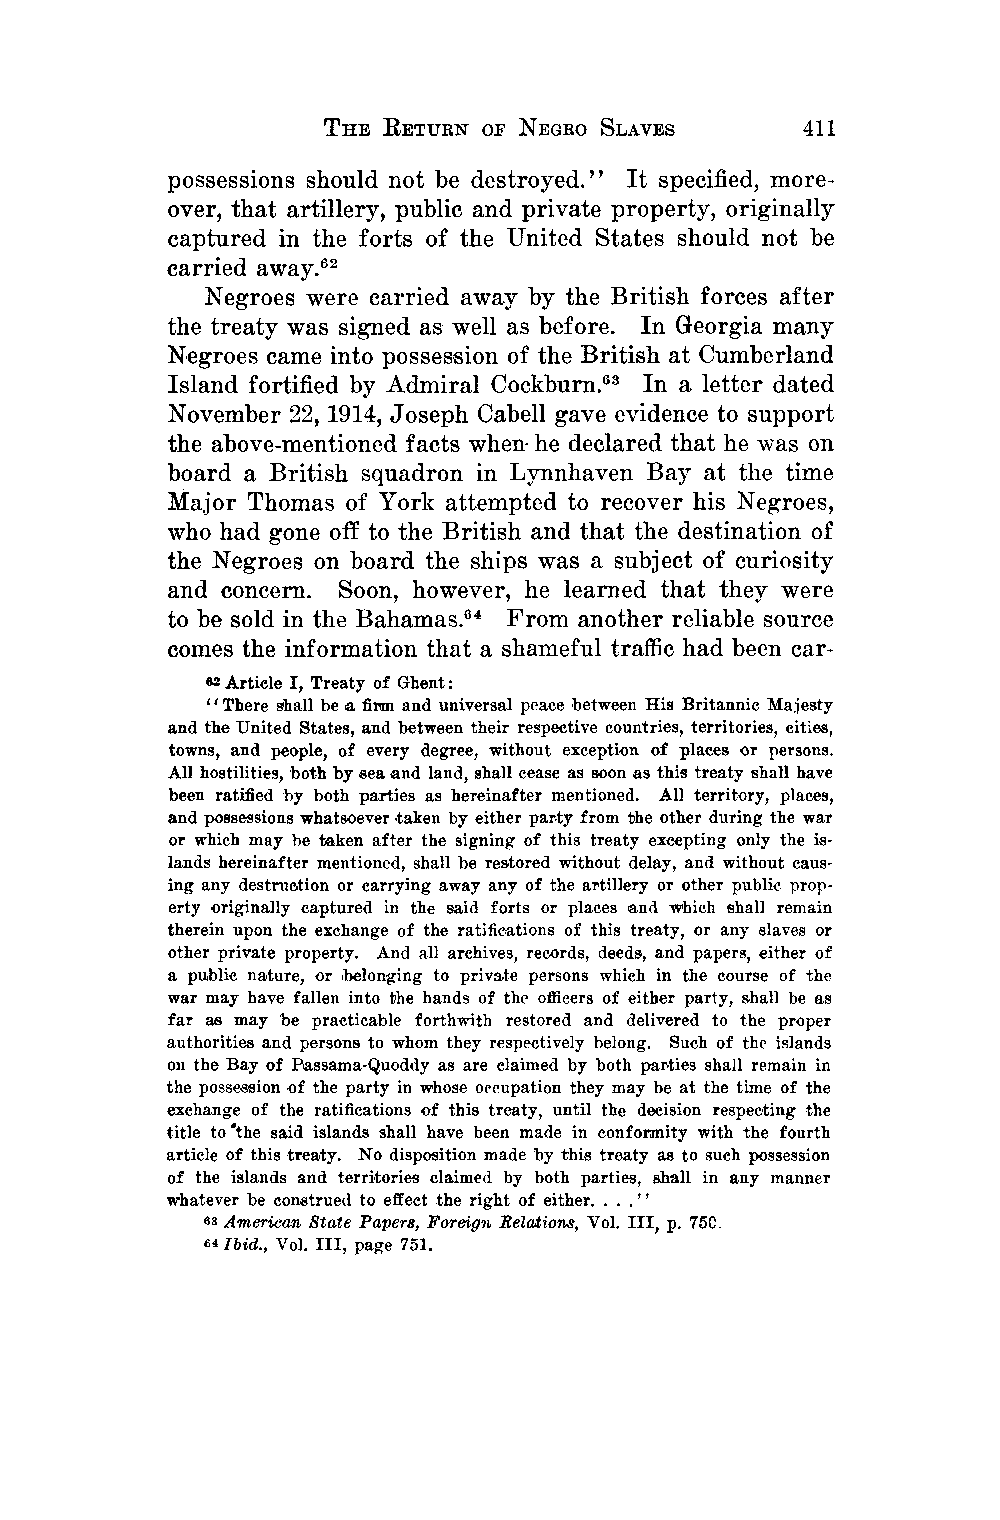 THE RETURN OF NEGRO SLAVES 411
possessions should not be destroyed.'' It specified, more-
over, that artillery, public and private property, originally
captured in the forts of the United States should not be
carried away.62
Negroes were carried away by the British forces after
the treaty was signed as well as before. In Georgia many
Negroes came into possession of the British at Cumberland
Island fortified by Admiral Cockburn.63 In a letter dated
November 22, 1914, Joseph Cabell gave evidence to support
the above-mentioned facts when he declared that he was on
board a British squadron in Lynnhaven Bay at the time
Major Thomas of York attempted to recover his Negroes,
who had gone off to the British and that the destination of
the Negroes on board the ships was a subject of curiosity
and concern. Soon, however, he learned that they were
to be sold in the Bahamas.64 From another reliable source
comes the information that a shameful traffic had been car-
62 Article I, Treaty of Ghent:
''There shall be a firm and universal peace between His Britannic Majesty
and the United States, and between their respective countries, territories, cities,
towns, and people, of every degree, without exception of places or persons.
All hostilities, both by sea and land, shall cease as soon as this treaty shall have
been ratified by both parties as hereinafter mentioned. All territory, places,
and possessions whatsoever taken by either party from the other during the war
or which may be taken after the signing of this treaty excepting only the is-
lands hereinafter mentioned, shall be restored without delay, and without caus-
ing any destruction or carrying away any of the artillery or other public prop-
erty originally captured in the said forts or places and which shall remain
therein upon the exchange of the ratifications of this treaty, or any slaves or
other private property. And all archives, records, deeds, and papers, either of
a public nature, or belonging to private persons which in the course of the
war may have fallen into the hands of the officers of either party, shall be as
far as may be practicable forthwith restored and delivered to the proper
authorities and persons to whom they respectively belong. Such of the islands
on the Bay of Passama-Quoddy as are claimed by both parties shall remain in
the possession of the party in whose occupation they may be at the time of the
exchange of the ratifications of this treaty, until the decision respecting the
title to the said islands shall have been made in conformity with the fourth
article of this treaty. No disposition made by this treaty as to such possession
of the islands and territories claimed by both parties, shall in any manner
whatever be construed to effect the right of either. . . .''
63 American State Papers, Foreign Relations, Vol. III, p. 750.
64 Ibid., Vol. III, page 751.